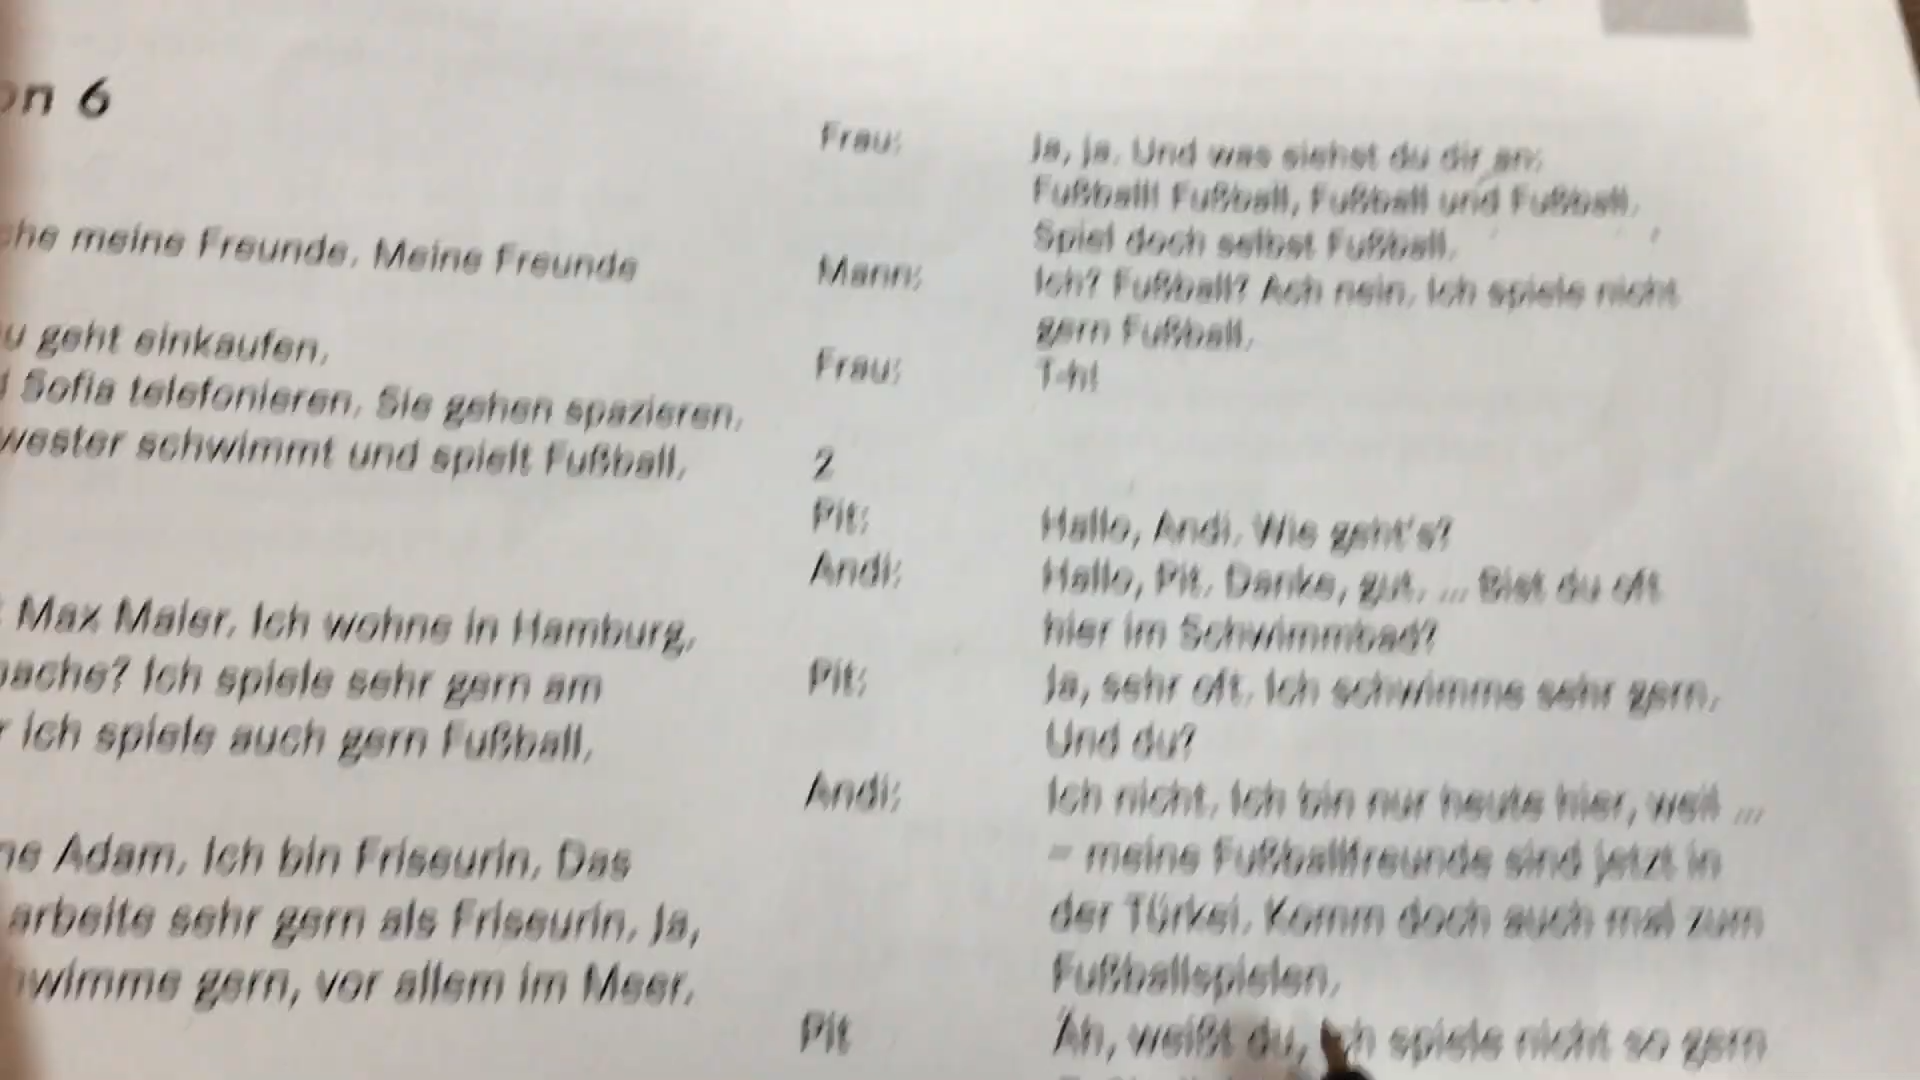 on 6
che meine Freunde. Meine Freunde
u geht einkaufen.
d Sofia telefonieren. Sie gehen spazieren.
wester schwimmt und spielt Fußball.
Max Maier. Ich wohne in Hamburg.
ache? Ich spiele sehr gern am
r ich spiele auch gern Fußball.
ne Adam. Ich bin Friseurin. Das
arbeite sehr gern als Friseurin. Ja,
hwimme gern, vor allem im Meer.
Frau: Ja, ja. Und was siehst du dir an:
Fußball! Fußball, Fußball und Fußball.
Spiel doch selbst Fußball.
Mann: Ich? Fußball? Ach nein. Ich spiele nicht
gern Fußball.
Frau: T-h!
2
Pit: Hallo, Andi. Wie geht's?
Andi: Hallo, Pit. Danke, gut. ... Bist du oft
hier im Schwimmbad?
Pit: Ja, sehr oft. Ich schwimme sehr gern.
Und du?
Andi: Ich nicht. Ich bin nur heute hier, weil ...
– meine Fußballfreunde sind jetzt in
der Türkei. Komm doch auch mal zum
Fußballspielen.
Pit Äh, weißt du, ich spiele nicht so gern